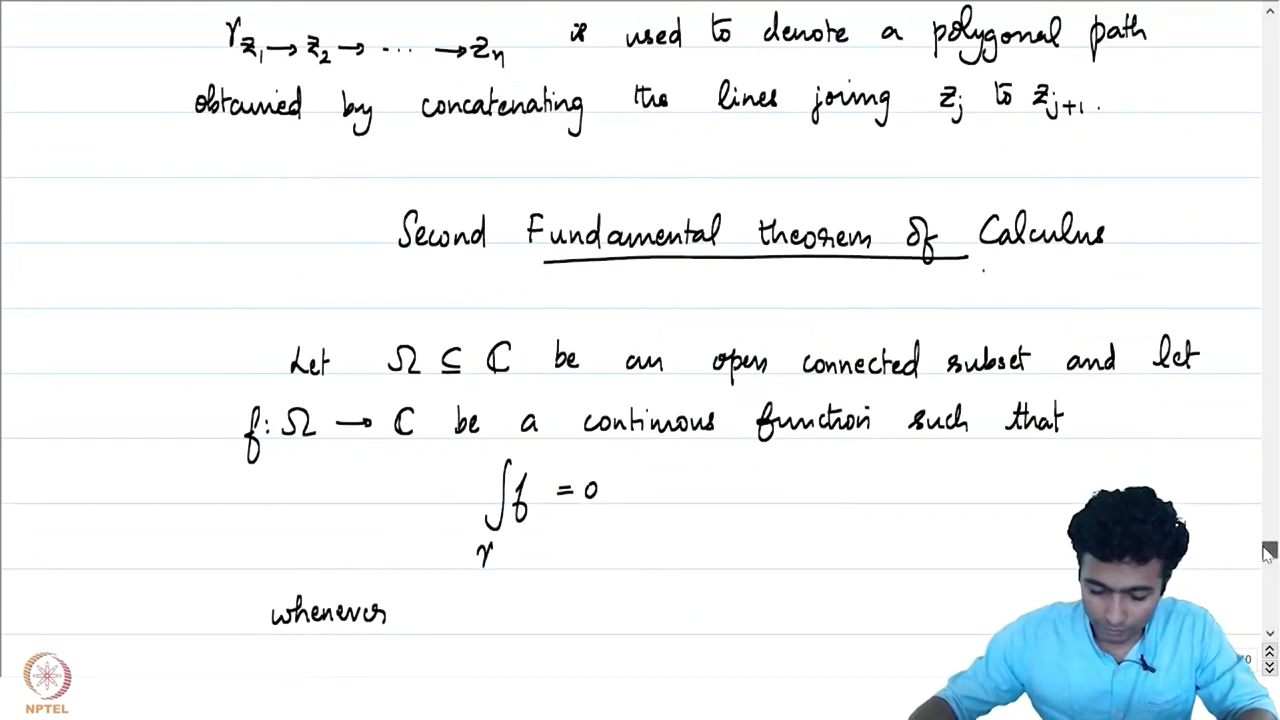 γ_{z₁→z₂→ ⋯ →zₙ} is used to denote a polygonal path
obtained by concatenating the lines joining z_j to z_{j+1}.
Second Fundamental theorem of Calculus
Let Ω ⊆ ℂ be an open connected subset and let
f: Ω → ℂ be a continuous function such that
∫_γ f = 0
whenever
NPTEL